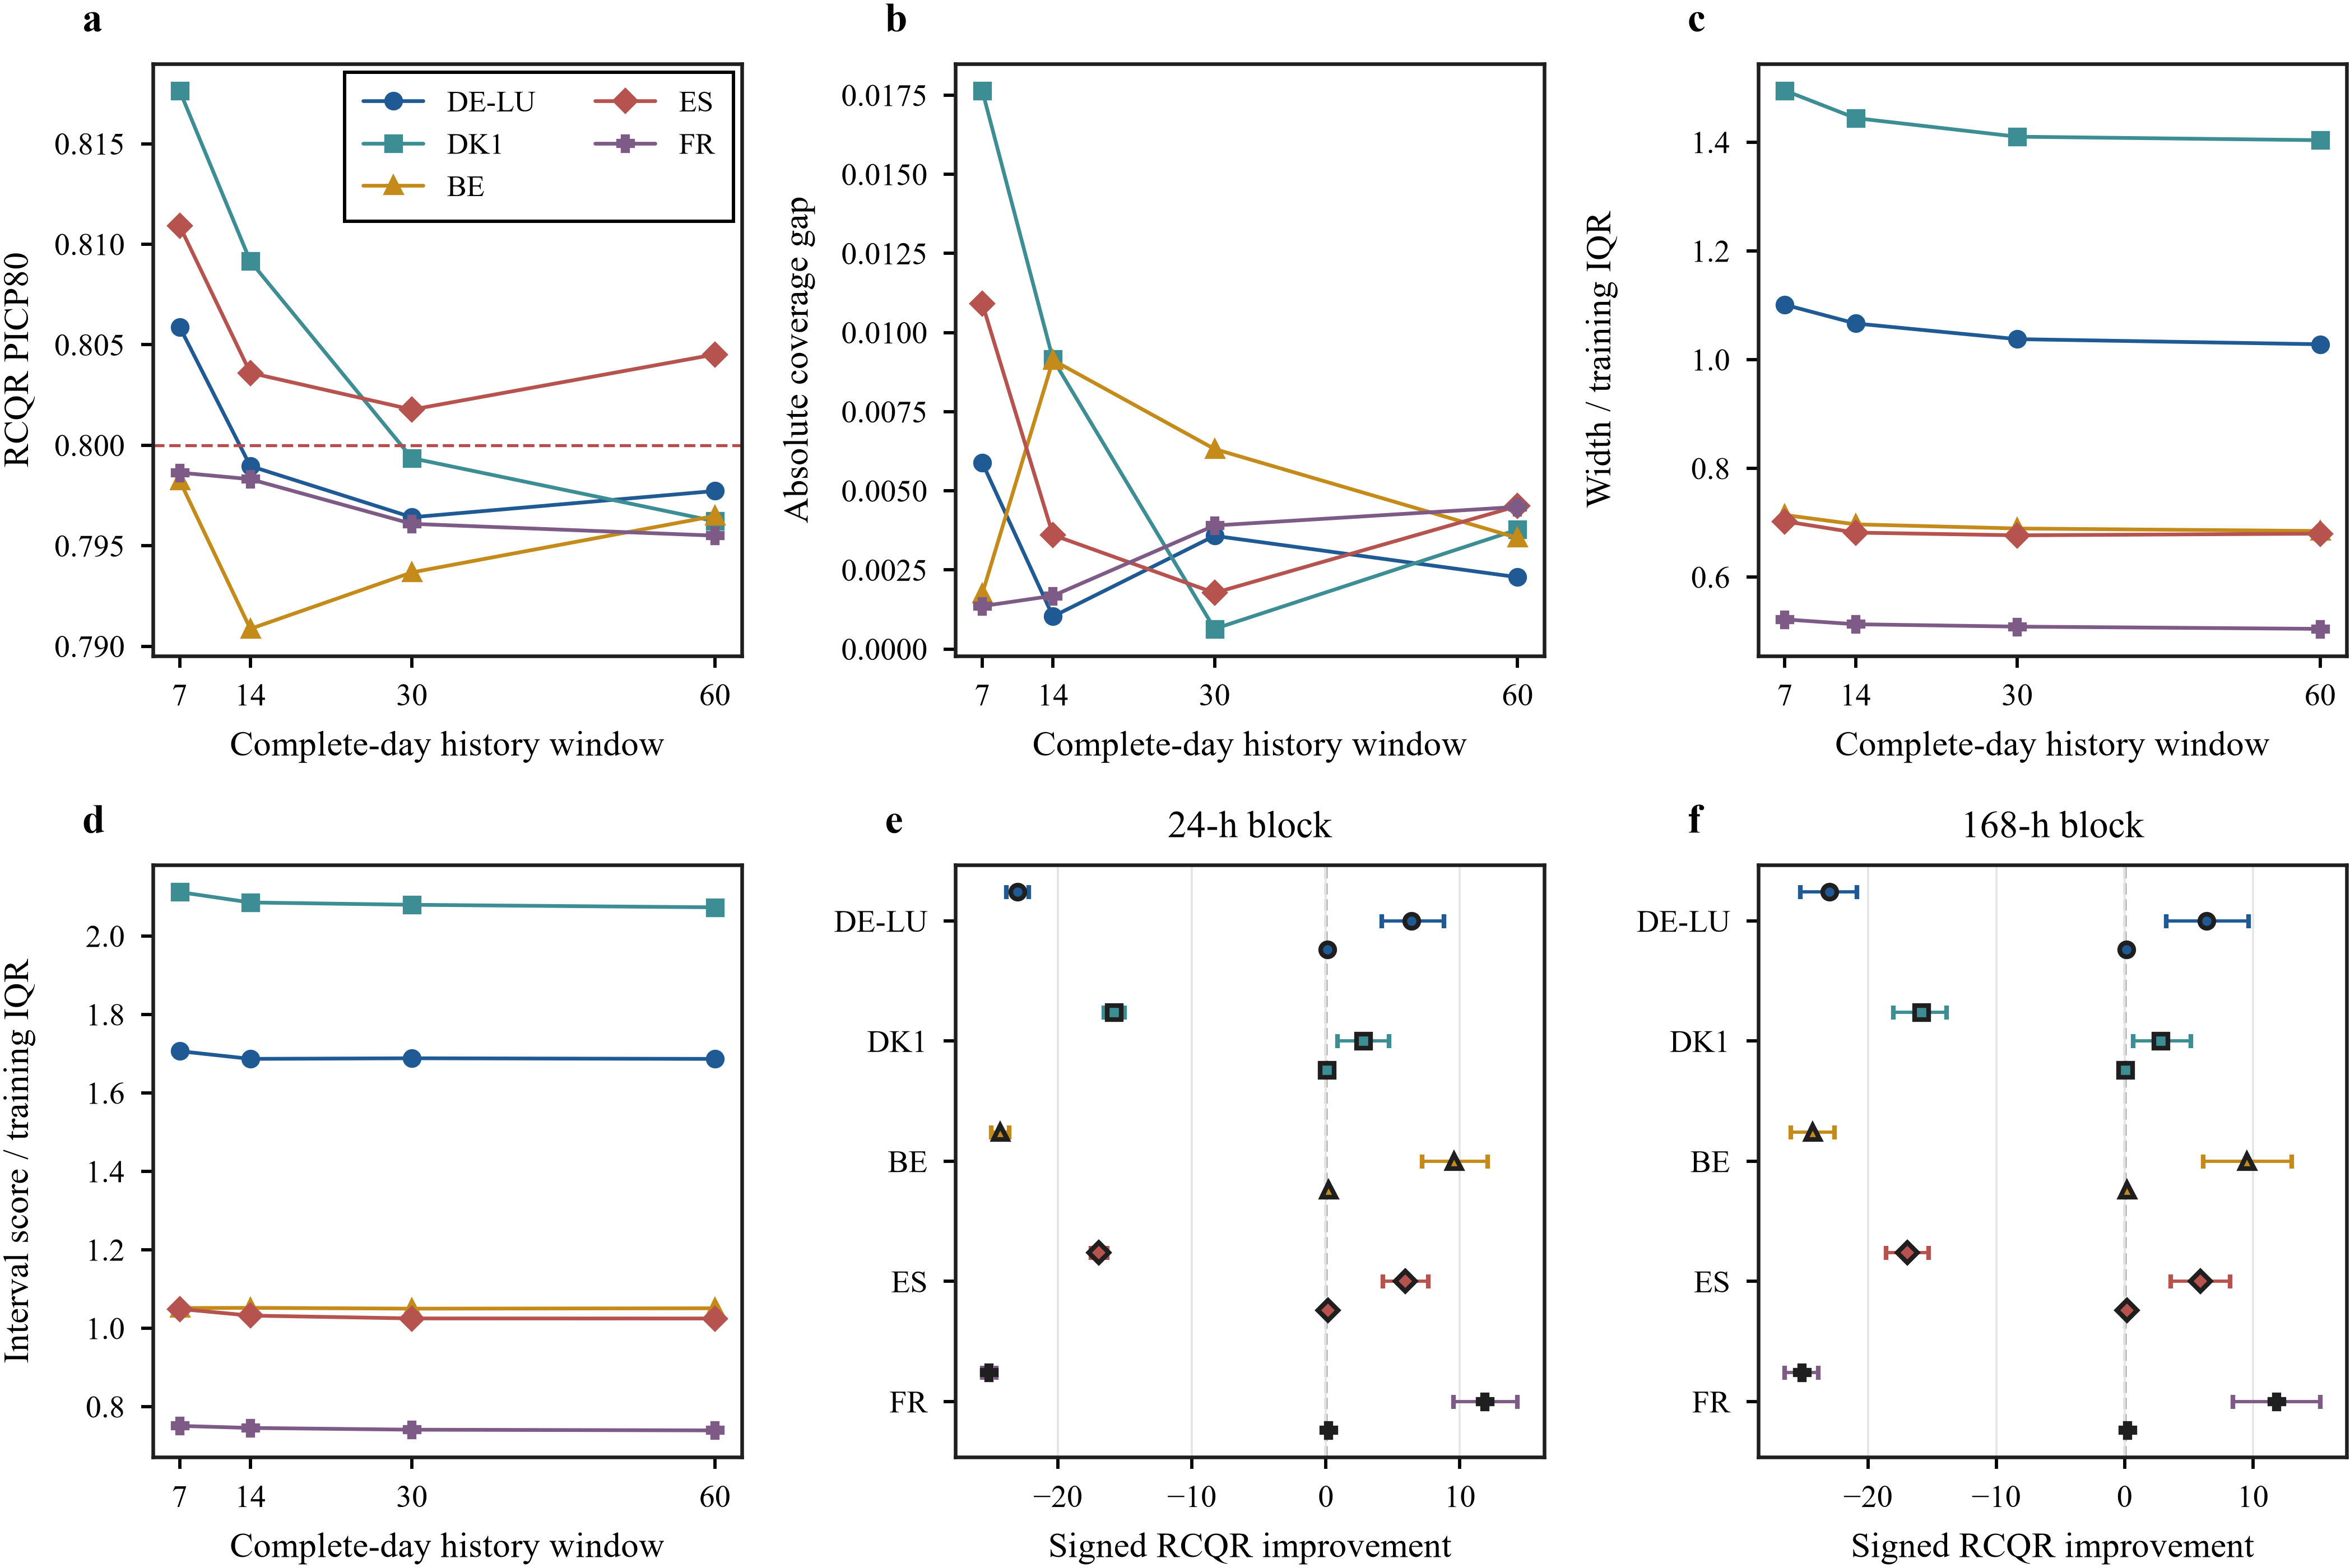 a
DE-LU
DK1
BE
ES
FR
0.815
0.810
0.805
0.800
0.795
0.790
RCQR PICP80
7 14 30 60
Complete-day history window
b
0.0175
0.0150
0.0125
0.0100
0.0075
0.0050
0.0025
0.0000
Absolute coverage gap
7 14 30 60
Complete-day history window
c
1.4
1.2
1.0
0.8
0.6
Width / training IQR
7 14 30 60
Complete-day history window
d
2.0
1.8
1.6
1.4
1.2
1.0
0.8
Interval score / training IQR
7 14 30 60
Complete-day history window
e
24-h block
DE-LU
DK1
BE
ES
FR
−20 −10 0 10
Signed RCQR improvement
f
168-h block
DE-LU
DK1
BE
ES
FR
−20 −10 0 10
Signed RCQR improvement